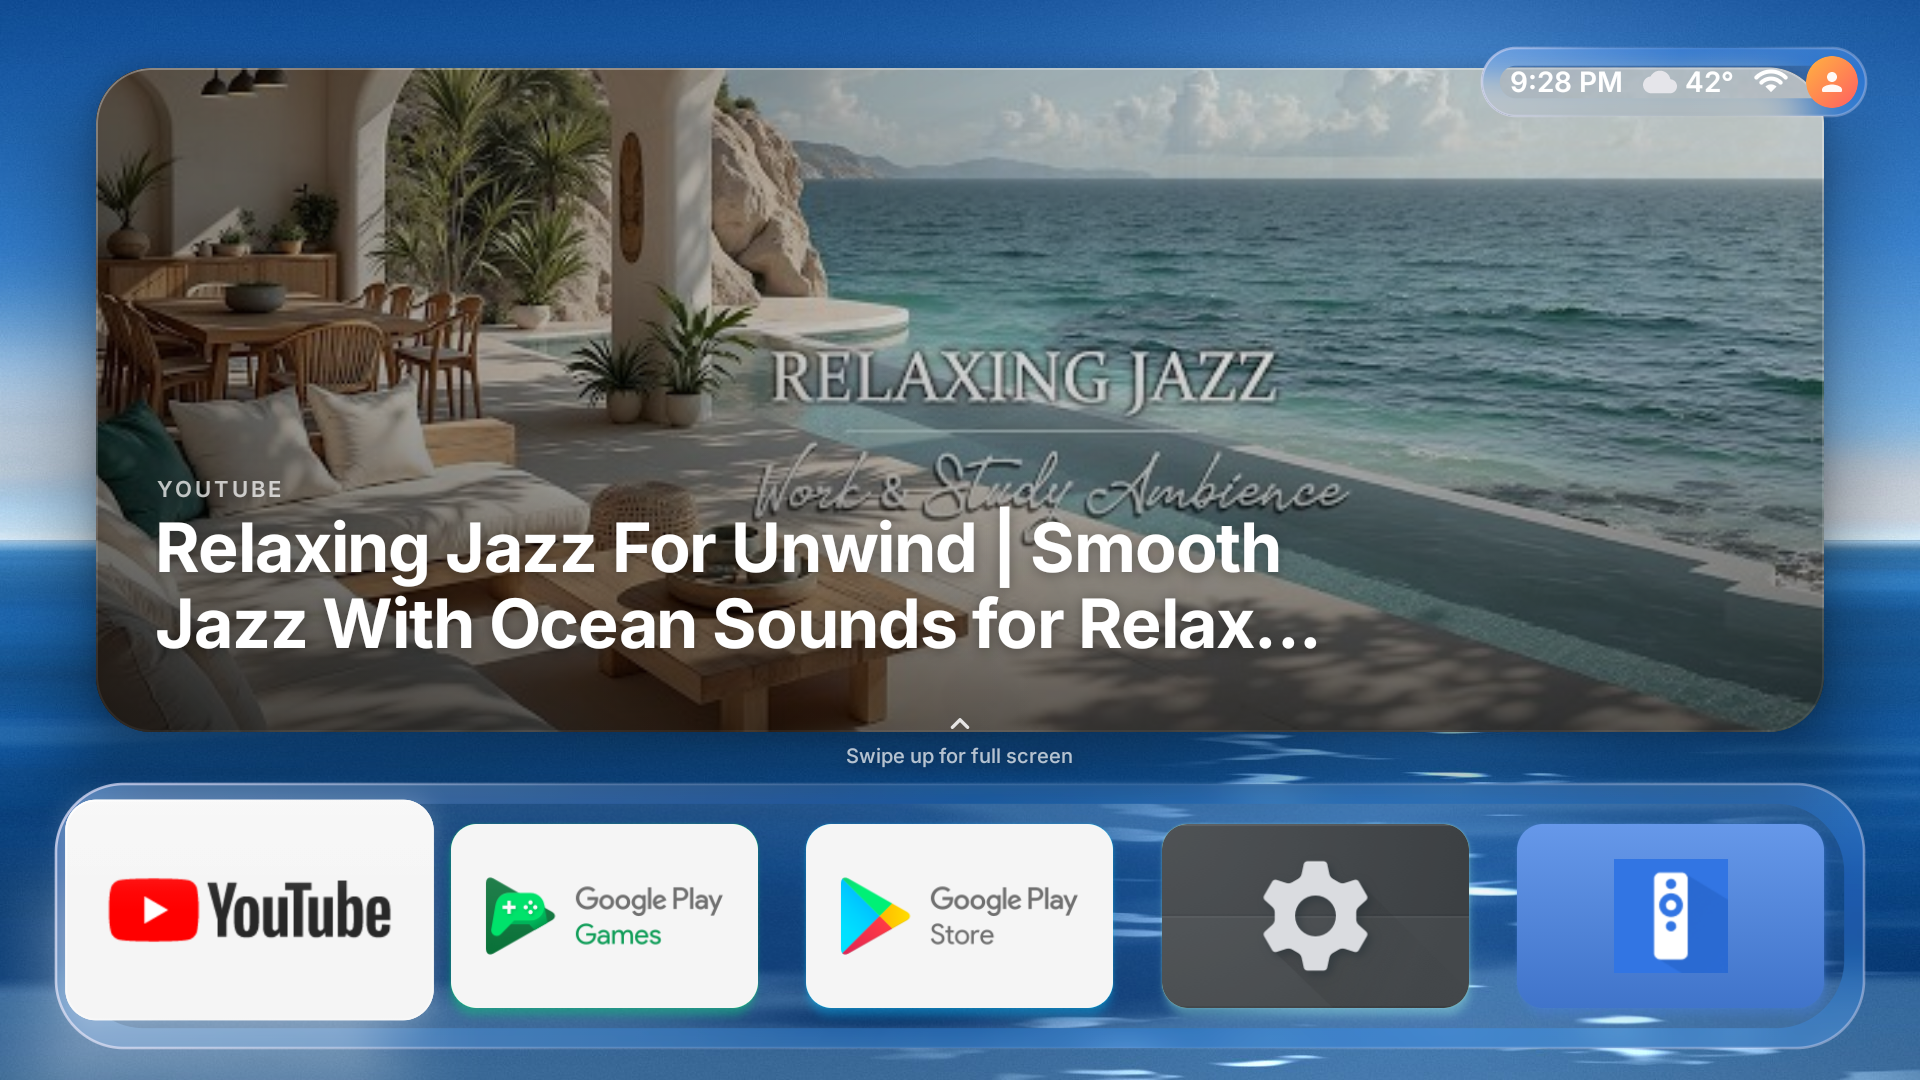 9:28 PM 42°
RELAXING JAZZ
Work & Study Ambience
YOUTUBE
Relaxing Jazz For Unwind | Smooth
Jazz With Ocean Sounds for Relax...
Swipe up for full screen
YouTube
Google Play
Games
Google Play
Store